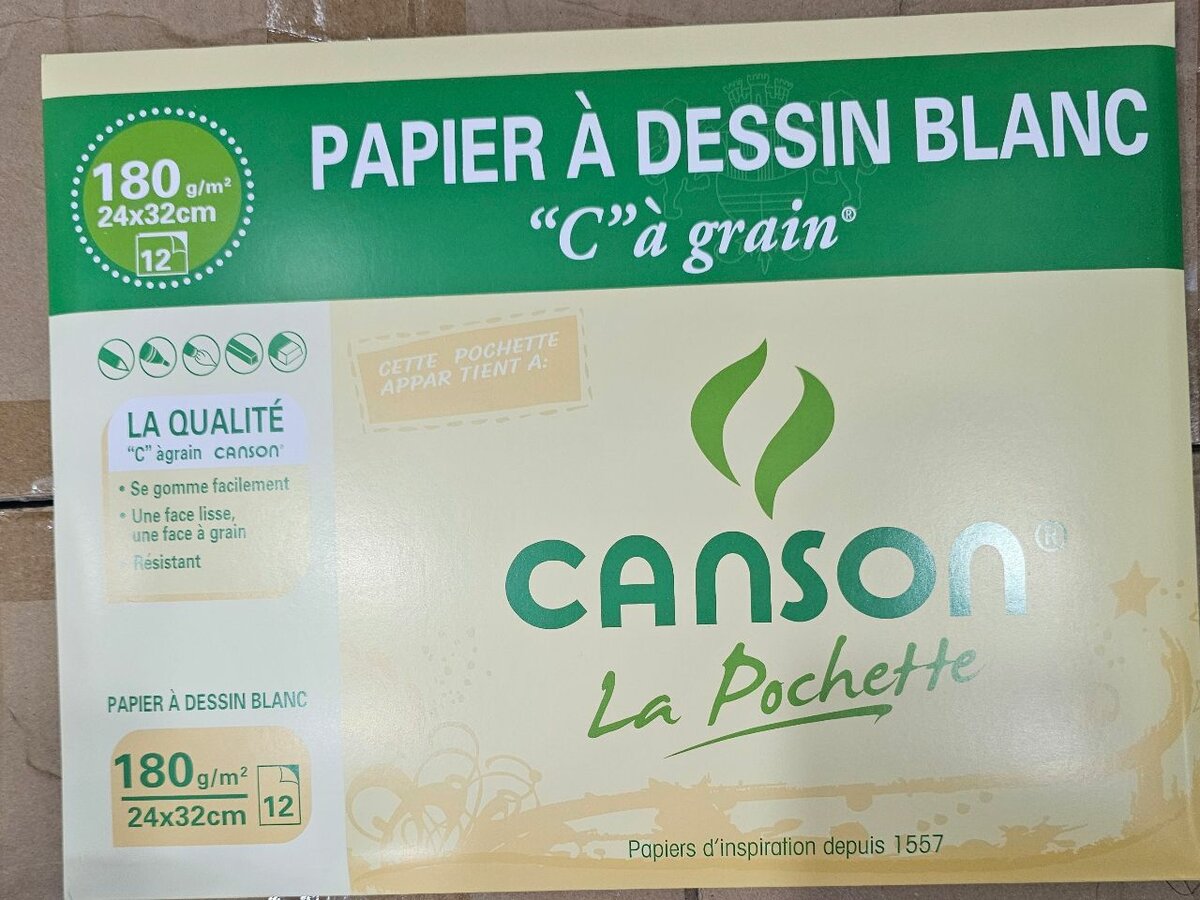 PAPIER À DESSIN BLANC
“C” à grain®
180 g/m²
24x32cm
12
CETTE POCHETTE
APPAR TIENT A:
LA QUALITÉ
“C” àgrain CANSON®
• Se gomme facilement
• Une face lisse,
une face à grain
• Résistant
CANSON®
La Pochette
PAPIER À DESSIN BLANC
180 g/m²
24x32cm
12
Papiers d’inspiration depuis 1557